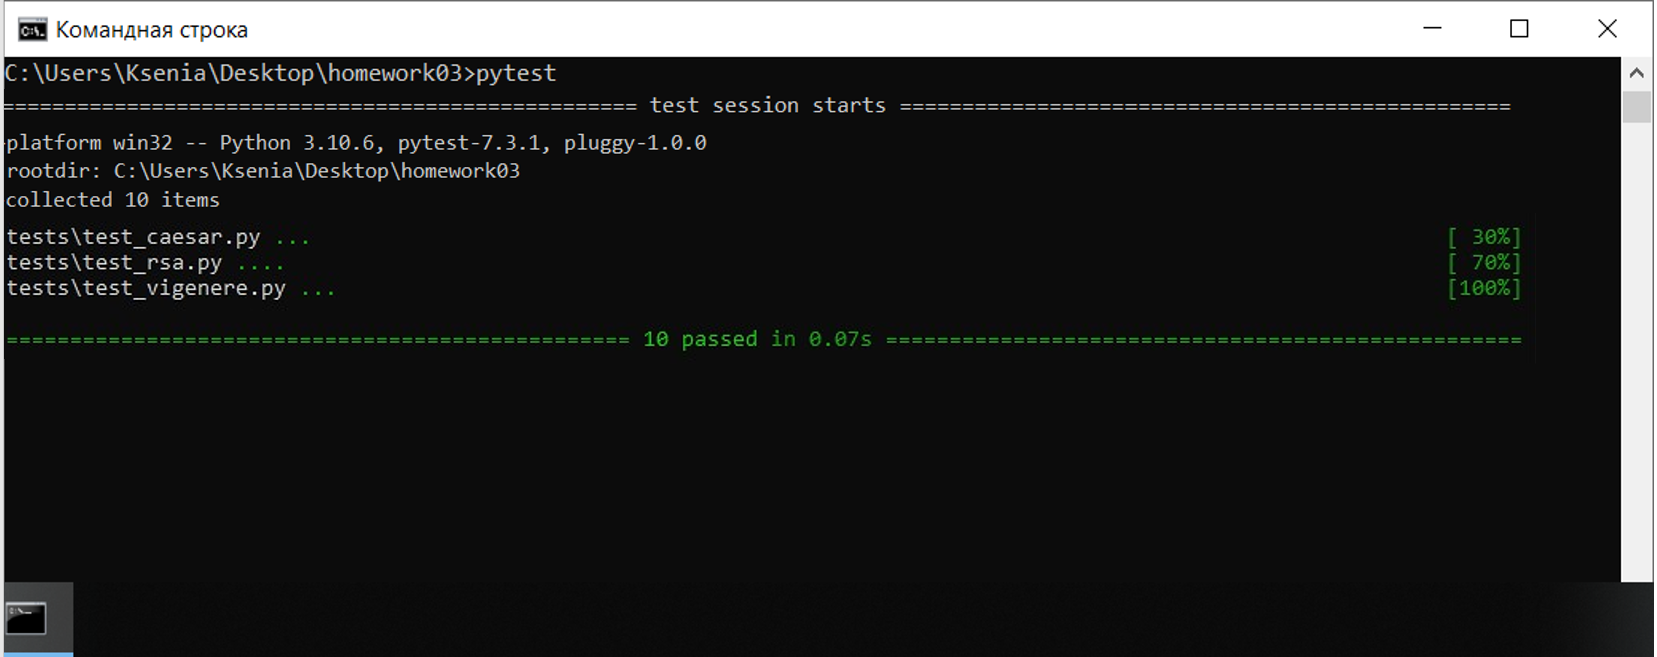 Командная строка
C:\Users\Ksenia\Desktop\homework03>pytest
================================================== test session starts =================================================
platform win32 -- Python 3.10.6, pytest-7.3.1, pluggy-1.0.0
rootdir: C:\Users\Ksenia\Desktop\homework03
collected 10 items
tests\test_caesar.py ... [ 30%]
tests\test_rsa.py .... [ 70%]
tests\test_vigenere.py ... [100%]
================================================= 10 passed in 0.07s ==================================================